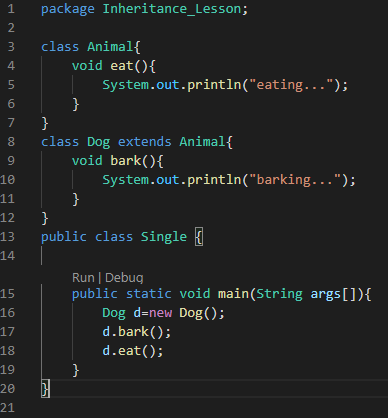 1 package Inheritance_Lesson;
2
3 class Animal{
4     void eat(){
5         System.out.println("eating...");
6     }
7 }
8 class Dog extends Animal{
9     void bark(){
10         System.out.println("barking...");
11     }
12 }
13 public class Single {
14
Run | Debug
15     public static void main(String args[]){
16         Dog d=new Dog();
17         d.bark();
18         d.eat();
19     }
20 }
21